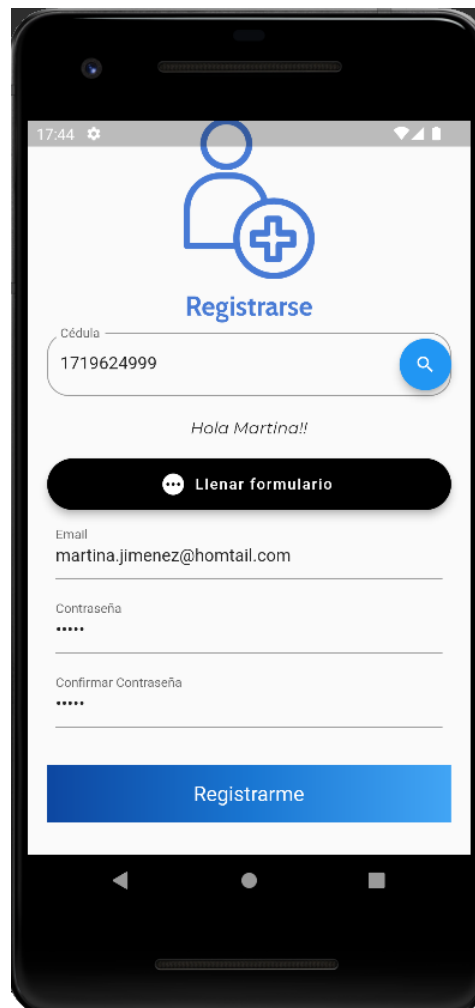 17:44
Registrarse
Cédula
1719624999
Hola Martina!!
Llenar formulario
Email
martina.jimenez@homtail.com
Contraseña
•••••
Confirmar Contraseña
•••••
Registrarme